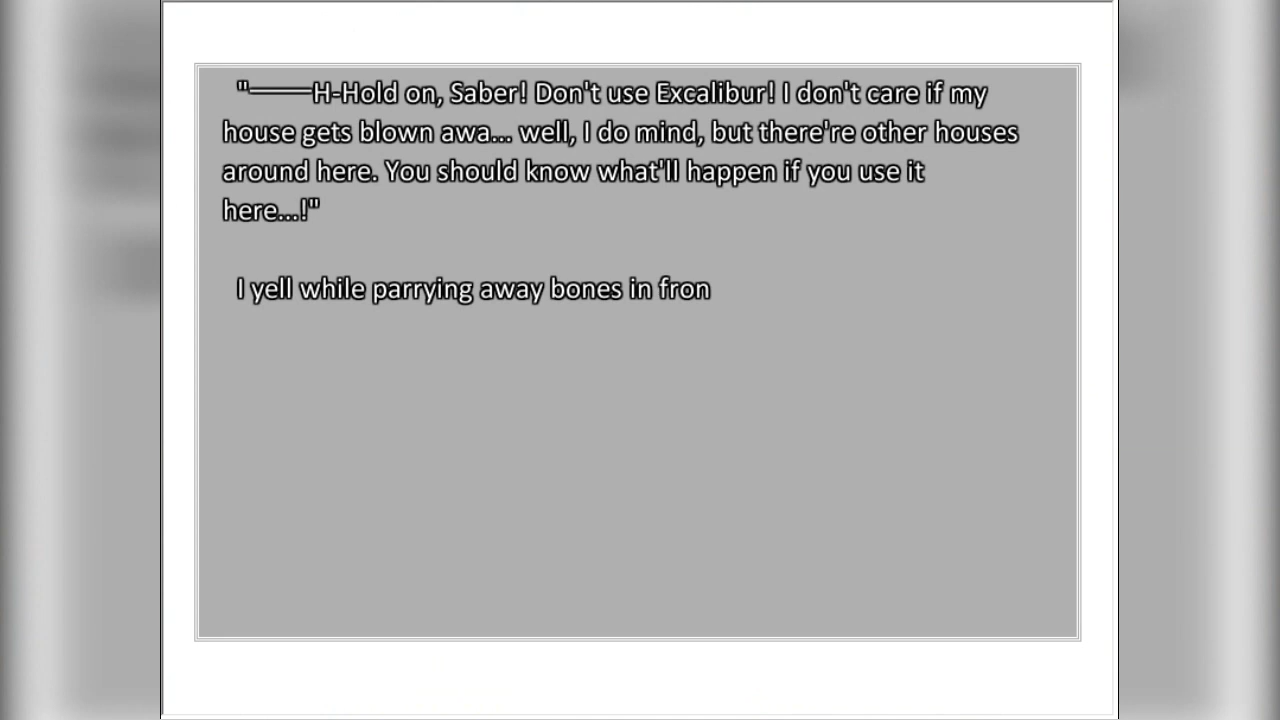 "────H-Hold on, Saber! Don't use Excalibur! I don't care if my
house gets blown awa... well, I do mind, but there're other houses
around here. You should know what'll happen if you use it
here...!"
I yell while parrying away bones in fron